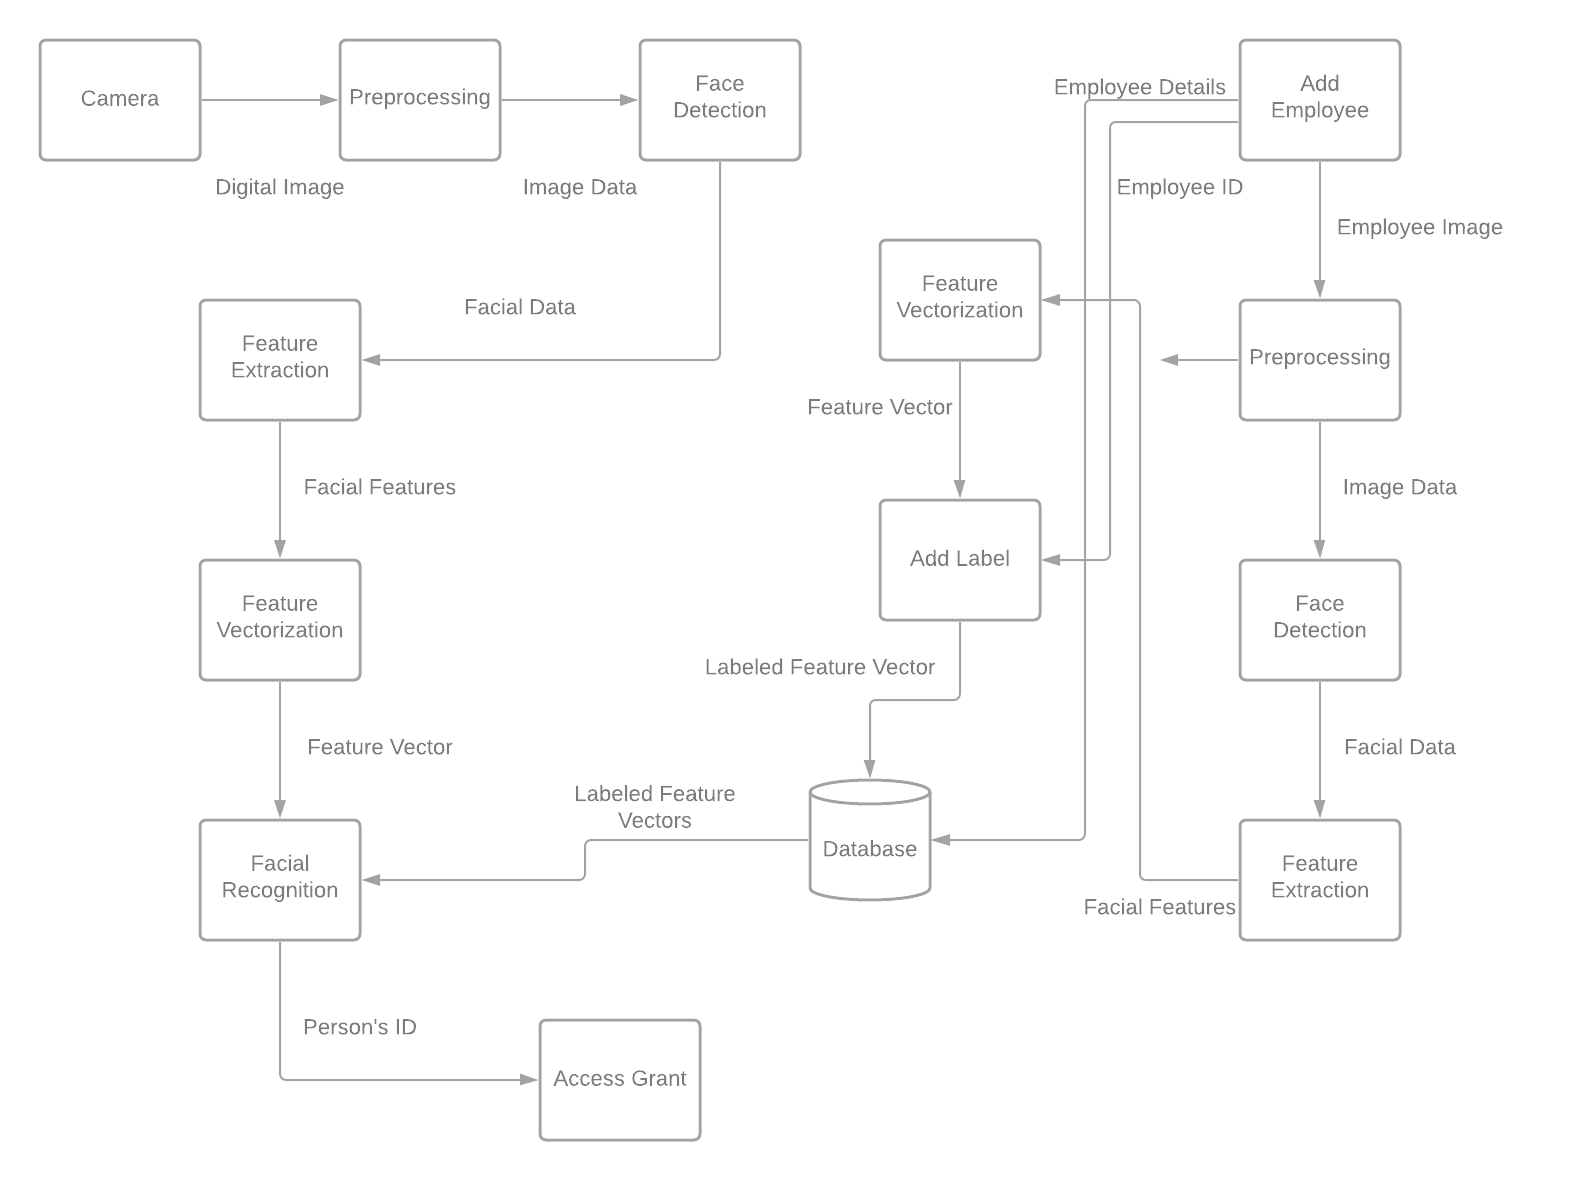 Camera
Preprocessing
Face
Detection
Employee Details
Add
Employee
Digital Image
Image Data
Employee ID
Employee Image
Feature
Vectorization
Facial Data
Feature
Extraction
Preprocessing
Feature Vector
Facial Features
Image Data
Add Label
Feature
Vectorization
Face
Detection
Labeled Feature Vector
Feature Vector
Facial Data
Labeled Feature
Vectors
Database
Facial
Recognition
Feature
Extraction
Facial Features
Person's ID
Access Grant